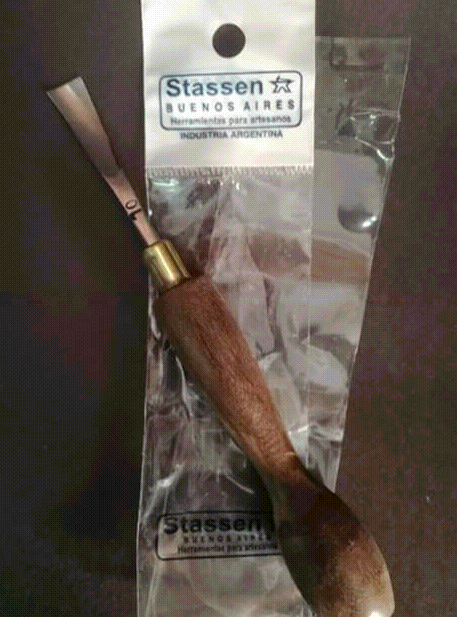 Stassen
BUENOS AIRES
Herramientas para artesanos
INDUSTRIA ARGENTINA
10
Stassen
BUENOS AIRES
Herramientas para artesanos